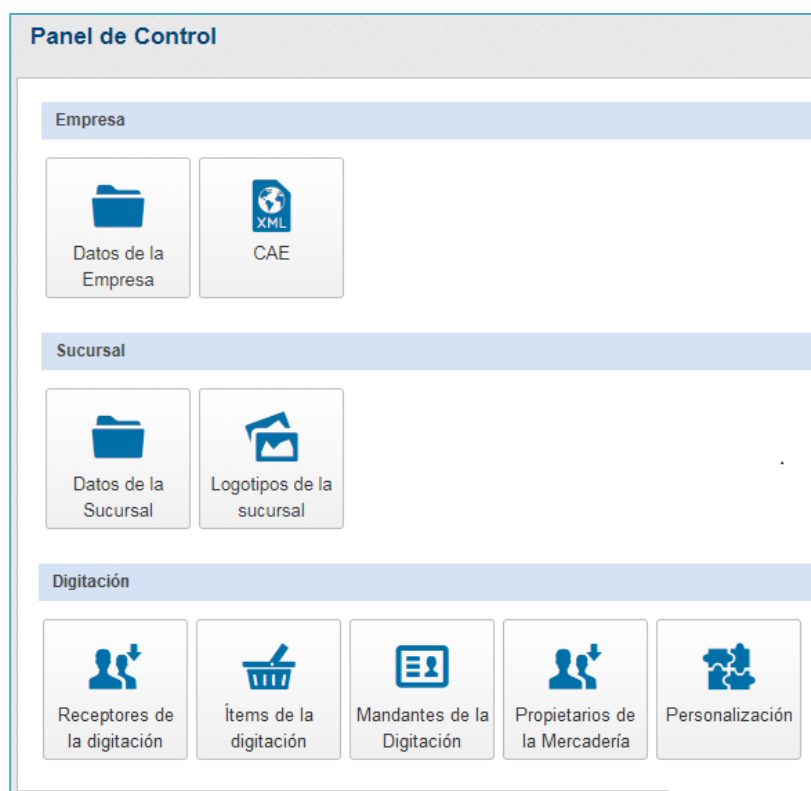 Panel de Control
Empresa
XML
Datos de la
Empresa
CAE
Sucursal
Datos de la
Sucursal
Logotipos de la
sucursal
Digitación
Receptores de
la digitación
Ítems de la
digitación
Mandantes de la
Digitación
Propietarios de
la Mercadería
Personalización